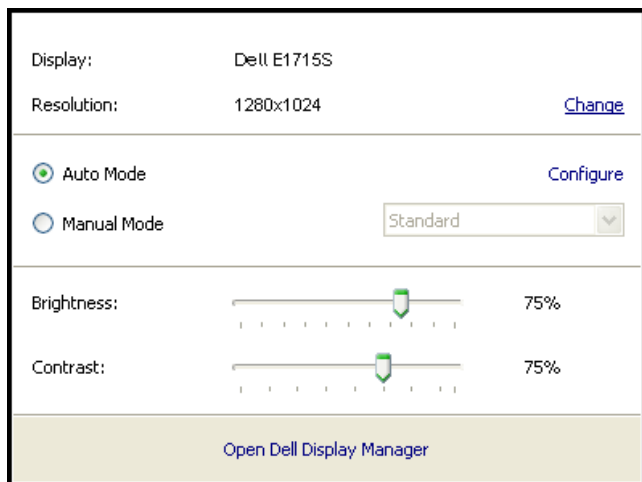 Display: Dell E1715S
Resolution: 1280x1024 Change
Auto Mode Configure
Manual Mode Standard
Brightness: 75%
Contrast: 75%
Open Dell Display Manager